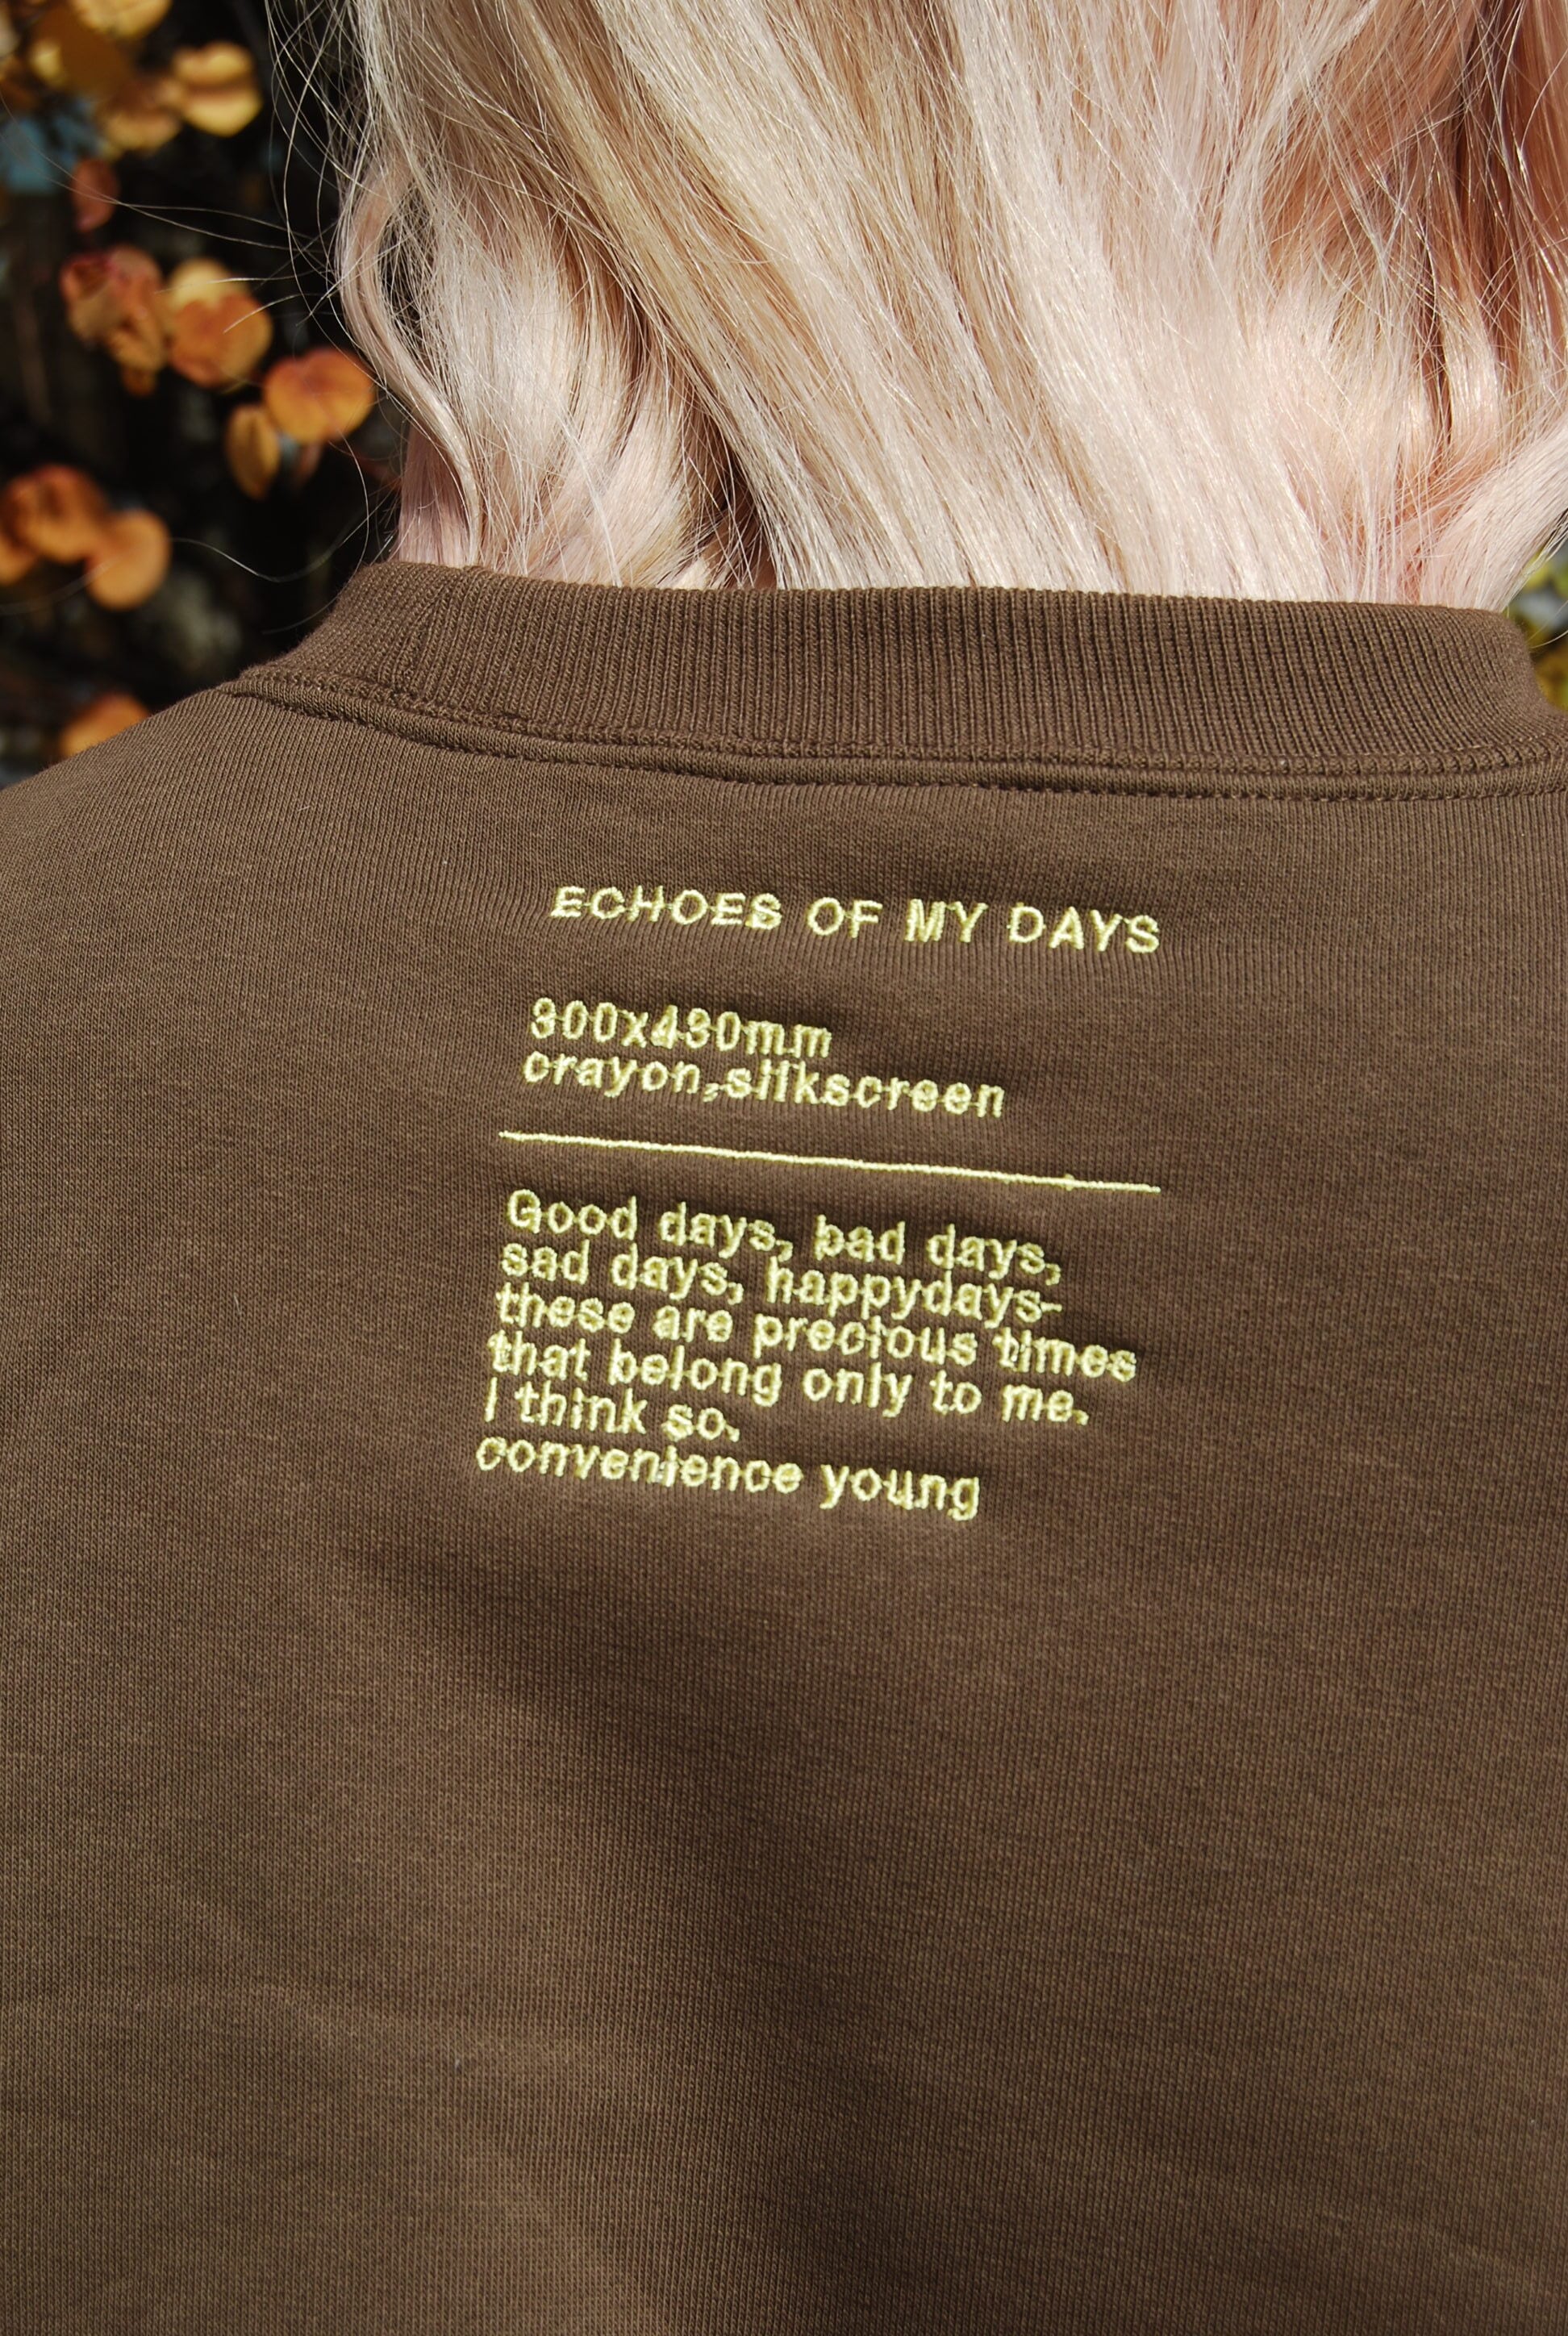 ECHOES OF MY DAYS
300x430mm
crayon,silkscreen
Good days, bad days,
sad days, happydays-
these are precious times
that belong only to me.
I think so.
convenience young